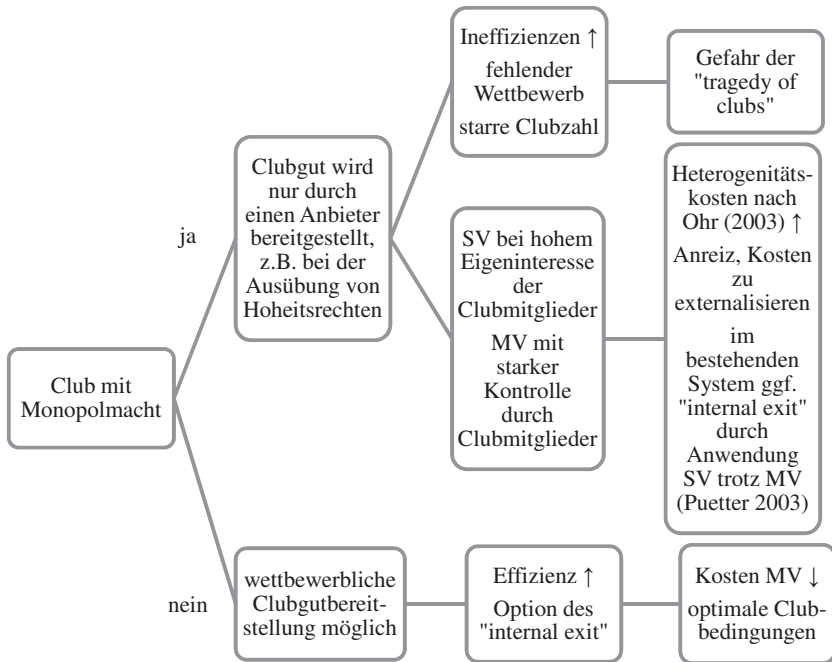 Club mit
Monopolmacht
ja
Clubgut wird
nur durch
einen Anbieter
bereitgestellt,
z.B. bei der
Ausübung von
Hoheitsrechten
Ineffizienzen ↑
fehlender
Wettbewerb
starre Clubzahl
Gefahr der
"tragedy of
clubs"
SV bei hohem
Eigeninteresse
der
Clubmitglieder
MV mit
starker
Kontrolle
durch
Clubmitglieder
Heterogenitäts-
kosten nach
Ohr (2003) ↑
Anreiz, Kosten
zu
externalisieren
im
bestehenden
System ggf.
"internal exit"
durch
Anwendung
SV trotz MV
(Puetter 2003)
nein
wettbewerbliche
Clubgutbereit-
stellung möglich
Effizienz ↑
Option des
"internal exit"
Kosten MV ↓
optimale Club-
bedingungen